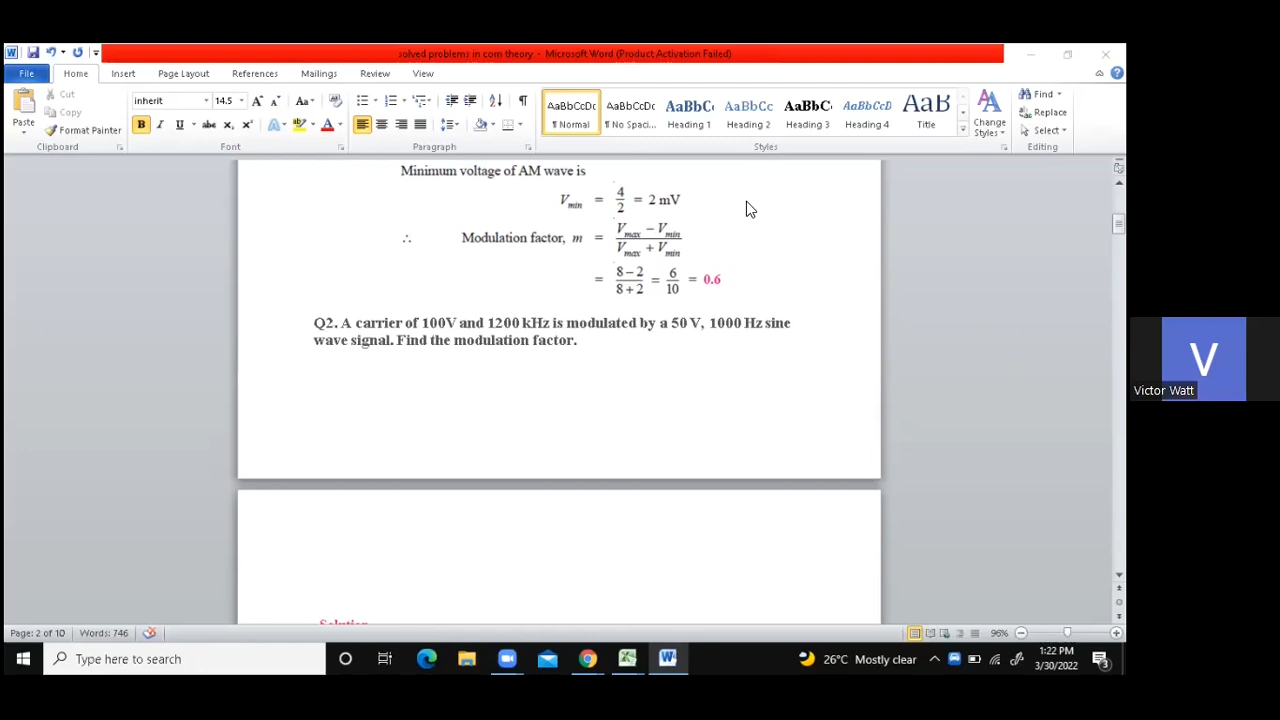 solved problems in com theory - Microsoft Word (Product Activation Failed)
File Home Insert Page Layout References Mailings Review View
Cut
Copy
Format Painter
Paste
Clipboard
inherit 14.5
Font
Paragraph
AaBbCcDc AaBbCcDc AaBbC AaBbCc AaBbC AaBbCcD AaB
¶ Normal ¶ No Spaci... Heading 1 Heading 2 Heading 3 Heading 4 Title
Change Styles
Styles
Find
Replace
Select
Editing
Minimum voltage of AM wave is
V_min = 4/2 = 2 mV
∴ Modulation factor, m = (V_max − V_min)/(V_max + V_min)
= (8 − 2)/(8 + 2) = 6/10 = 0.6
Q2. A carrier of 100V and 1200 kHz is modulated by a 50 V, 1000 Hz sine
wave signal. Find the modulation factor.
Solution
V
Victor Watt
Page: 2 of 10 Words: 746 96%
Type here to search
26°C Mostly clear
1:22 PM
3/30/2022
3